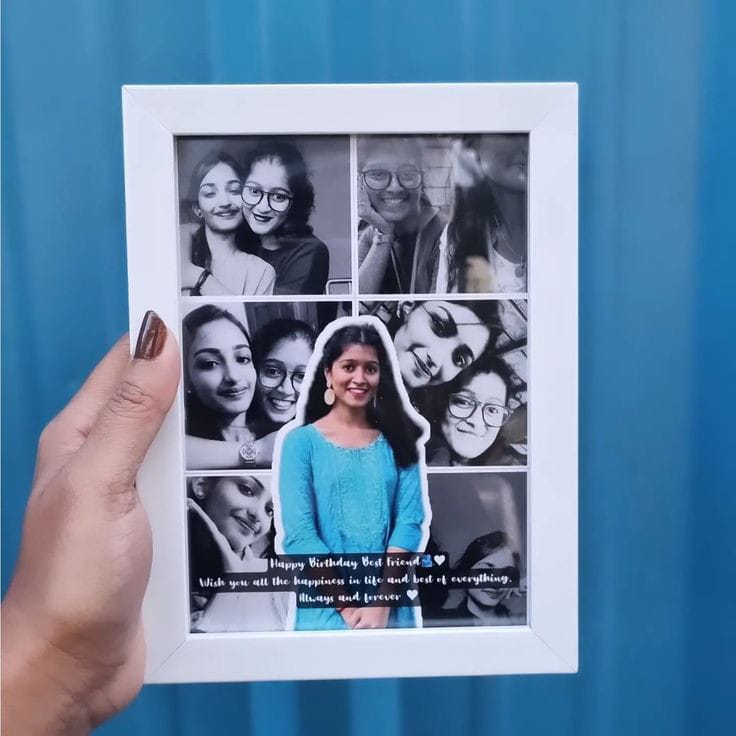 Happy Birthday Best Friend🫂🤍
Wish you all the happiness in life and best of everything.
Always and forever 🤍